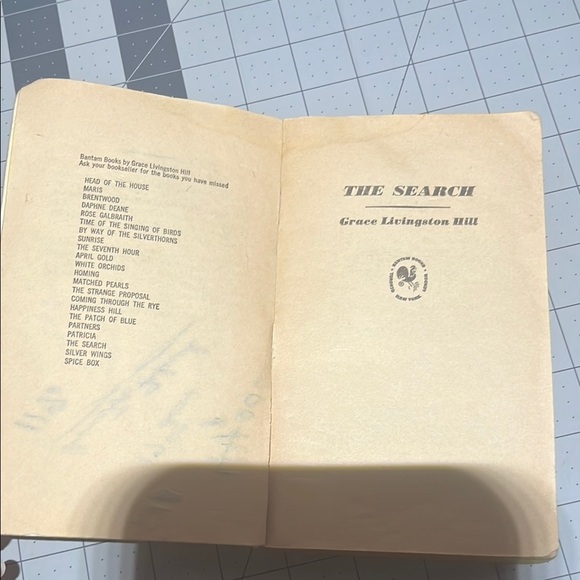 Bantam Books by Grace Livingston Hill
Ask your bookseller for the books you have missed
HEAD OF THE HOUSE
MARIS
BRENTWOOD
DAPHNE DEANE
ROSE GALBRAITH
TIME OF THE SINGING OF BIRDS
BY WAY OF THE SILVERTHORNS
SUNRISE
THE SEVENTH HOUR
APRIL GOLD
WHITE ORCHIDS
HOMING
MATCHED PEARLS
THE STRANGE PROPOSAL
COMING THROUGH THE RYE
HAPPINESS HILL
THE PATCH OF BLUE
PARTNERS
PATRICIA
THE SEARCH
SILVER WINGS
SPICE BOX
THE SEARCH
Grace Livingston Hill
BANTAM BOOKS
NEW YORK